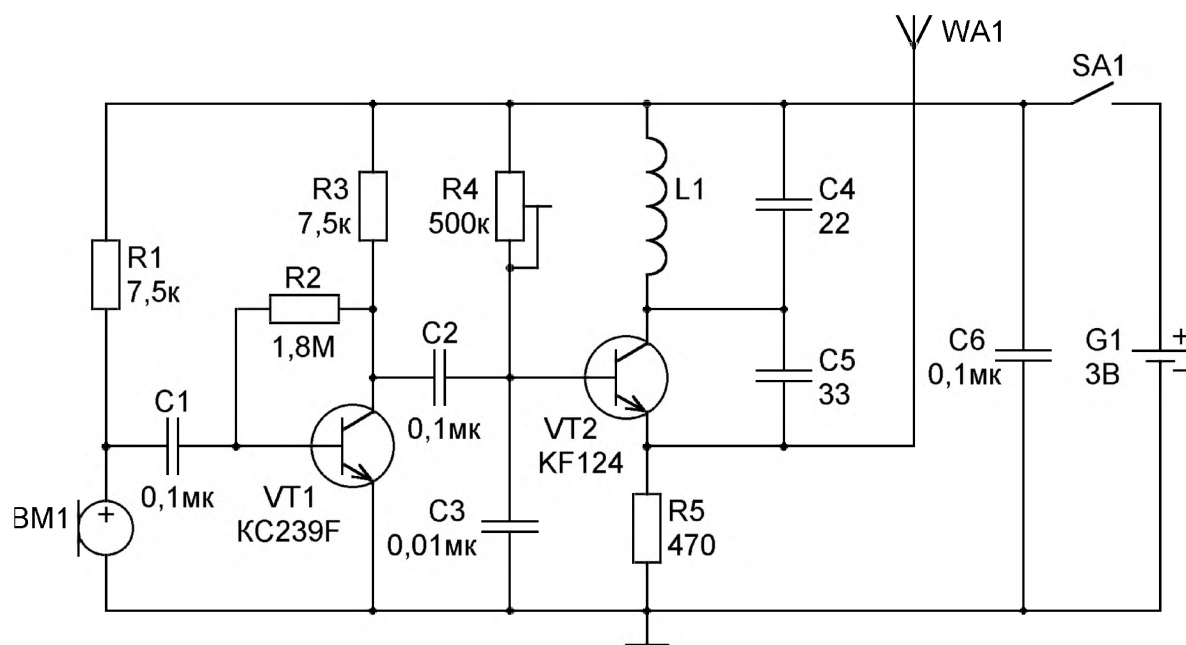 WA1
SA1
R3
7,5к
R4
500к
L1
C4
22
R1
7,5к
R2
1,8М
C2
0,1мк
C5
33
C6
0,1мк
G1
3В
+
−
C1
0,1мк
VT2
KF124
VT1
KC239F
BM1
+
C3
0,01мк
R5
470